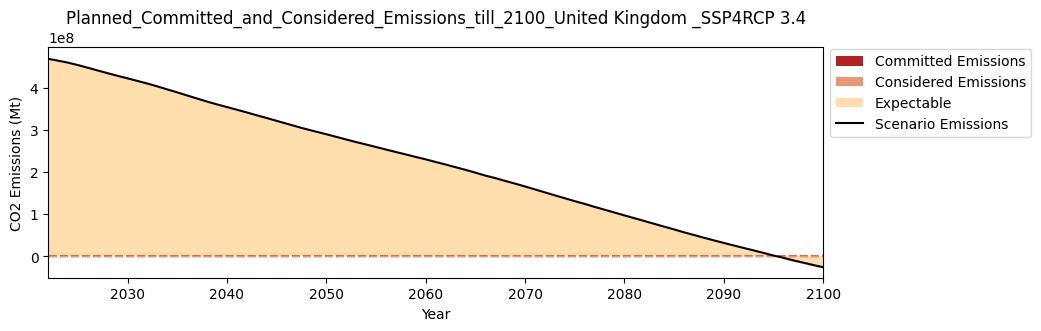 Planned_Committed_and_Considered_Emissions_till_2100_United Kingdom _SSP4RCP 3.4
1e8
Committed Emissions
Considered Emissions
Expectable
Scenario Emissions
4
3
2
1
0
CO2 Emissions (Mt)
2030 2040 2050 2060 2070 2080 2090 2100
Year